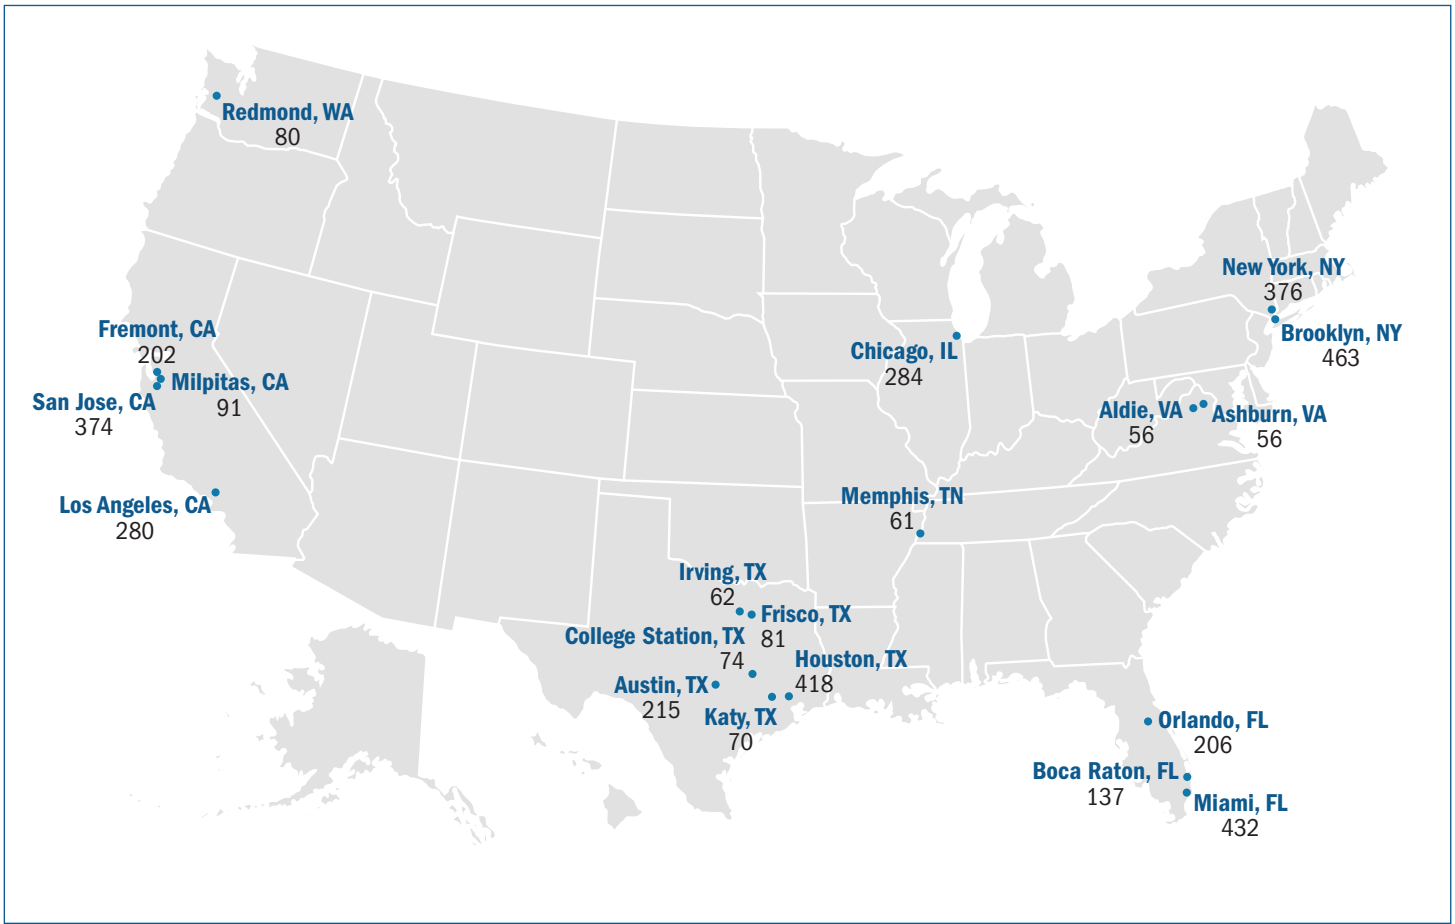 Redmond, WA
80
New York, NY
376
Brooklyn, NY
463
Fremont, CA
202
Milpitas, CA
91
San Jose, CA
374
Chicago, IL
284
Aldie, VA
56
Ashburn, VA
56
Los Angeles, CA
280
Memphis, TN
61
Irving, TX
62
Frisco, TX
81
College Station, TX
74
Houston, TX
418
Austin, TX
215
Katy, TX
70
Orlando, FL
206
Boca Raton, FL
137
Miami, FL
432